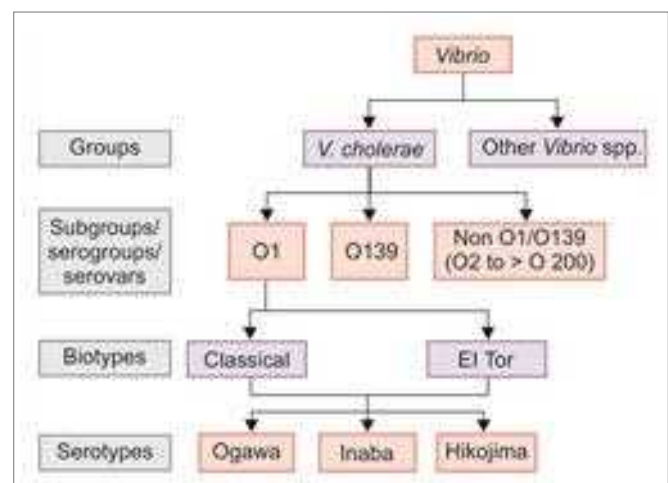 Vibrio
Groups
V. cholerae
Other Vibrio spp.
Subgroups/
serogroups/
serovars
O1
O139
Non O1/O139
(O2 to > O 200)
Biotypes
Classical
El Tor
Serotypes
Ogawa
Inaba
Hikojima